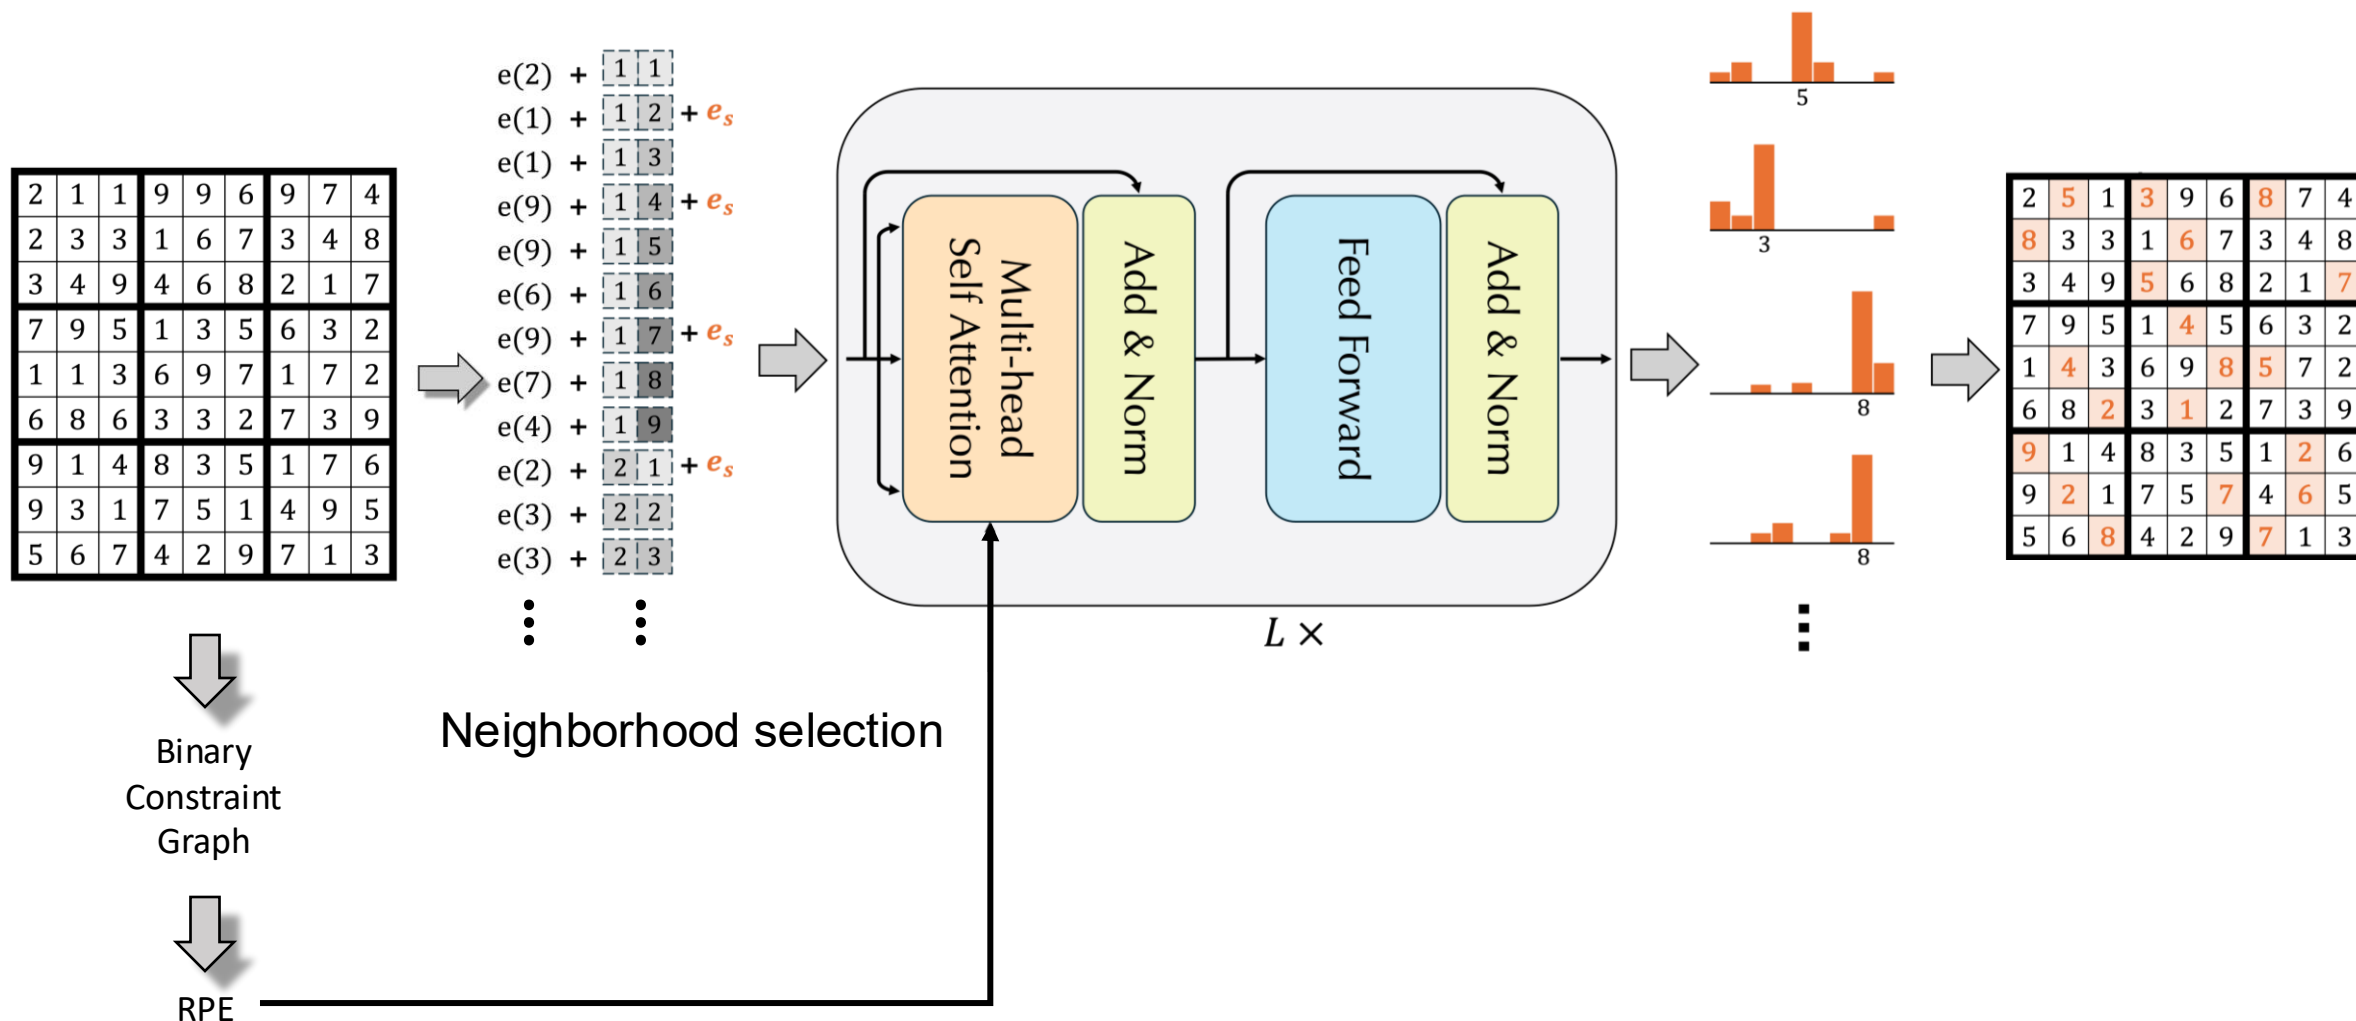 2 1 1 9 9 6 9 7 4
2 3 3 1 6 7 3 4 8
3 4 9 4 6 8 2 1 7
7 9 5 1 3 5 6 3 2
1 1 3 6 9 7 1 7 2
6 8 6 3 3 2 7 3 9
9 1 4 8 3 5 1 7 6
9 3 1 7 5 1 4 9 5
5 6 7 4 2 9 7 1 3
Binary
Constraint
Graph
RPE
e(2) + 1 1
e(1) + 1 2 + e_s
e(1) + 1 3
e(9) + 1 4 + e_s
e(9) + 1 5
e(6) + 1 6
e(9) + 1 7 + e_s
e(7) + 1 8
e(4) + 1 9
e(2) + 2 1 + e_s
e(3) + 2 2
e(3) + 2 3
Neighborhood selection
Multi-head
Self Attention
Add & Norm
Feed Forward
Add & Norm
L ×
5
3
8
8
2 5 1 3 9 6 8 7 4
8 3 3 1 6 7 3 4 8
3 4 9 5 6 8 2 1 7
7 9 5 1 4 5 6 3 2
1 4 3 6 9 8 5 7 2
6 8 2 3 1 2 7 3 9
9 1 4 8 3 5 1 2 6
9 2 1 7 5 7 4 6 5
5 6 8 4 2 9 7 1 3